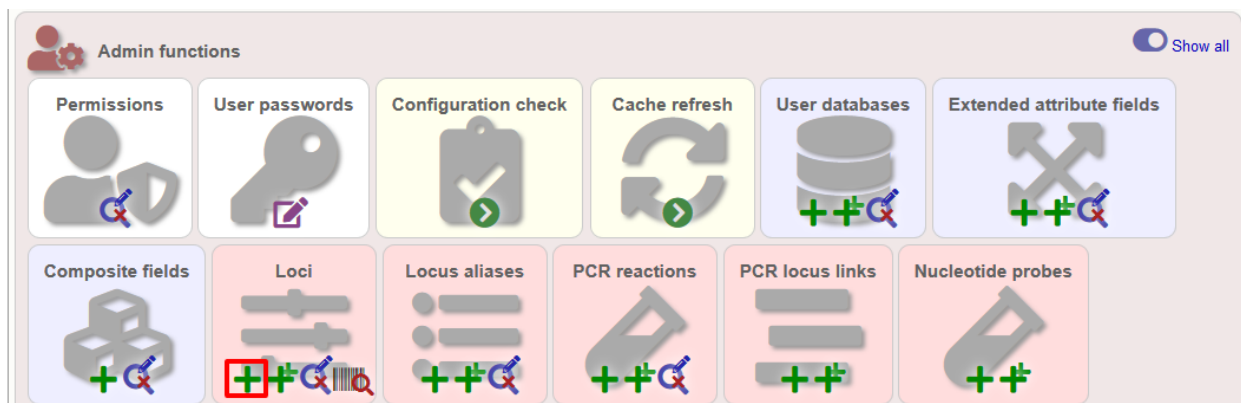 Admin functions
Show all
Permissions
User passwords
Configuration check
Cache refresh
User databases
Extended attribute fields
Composite fields
Loci
Locus aliases
PCR reactions
PCR locus links
Nucleotide probes